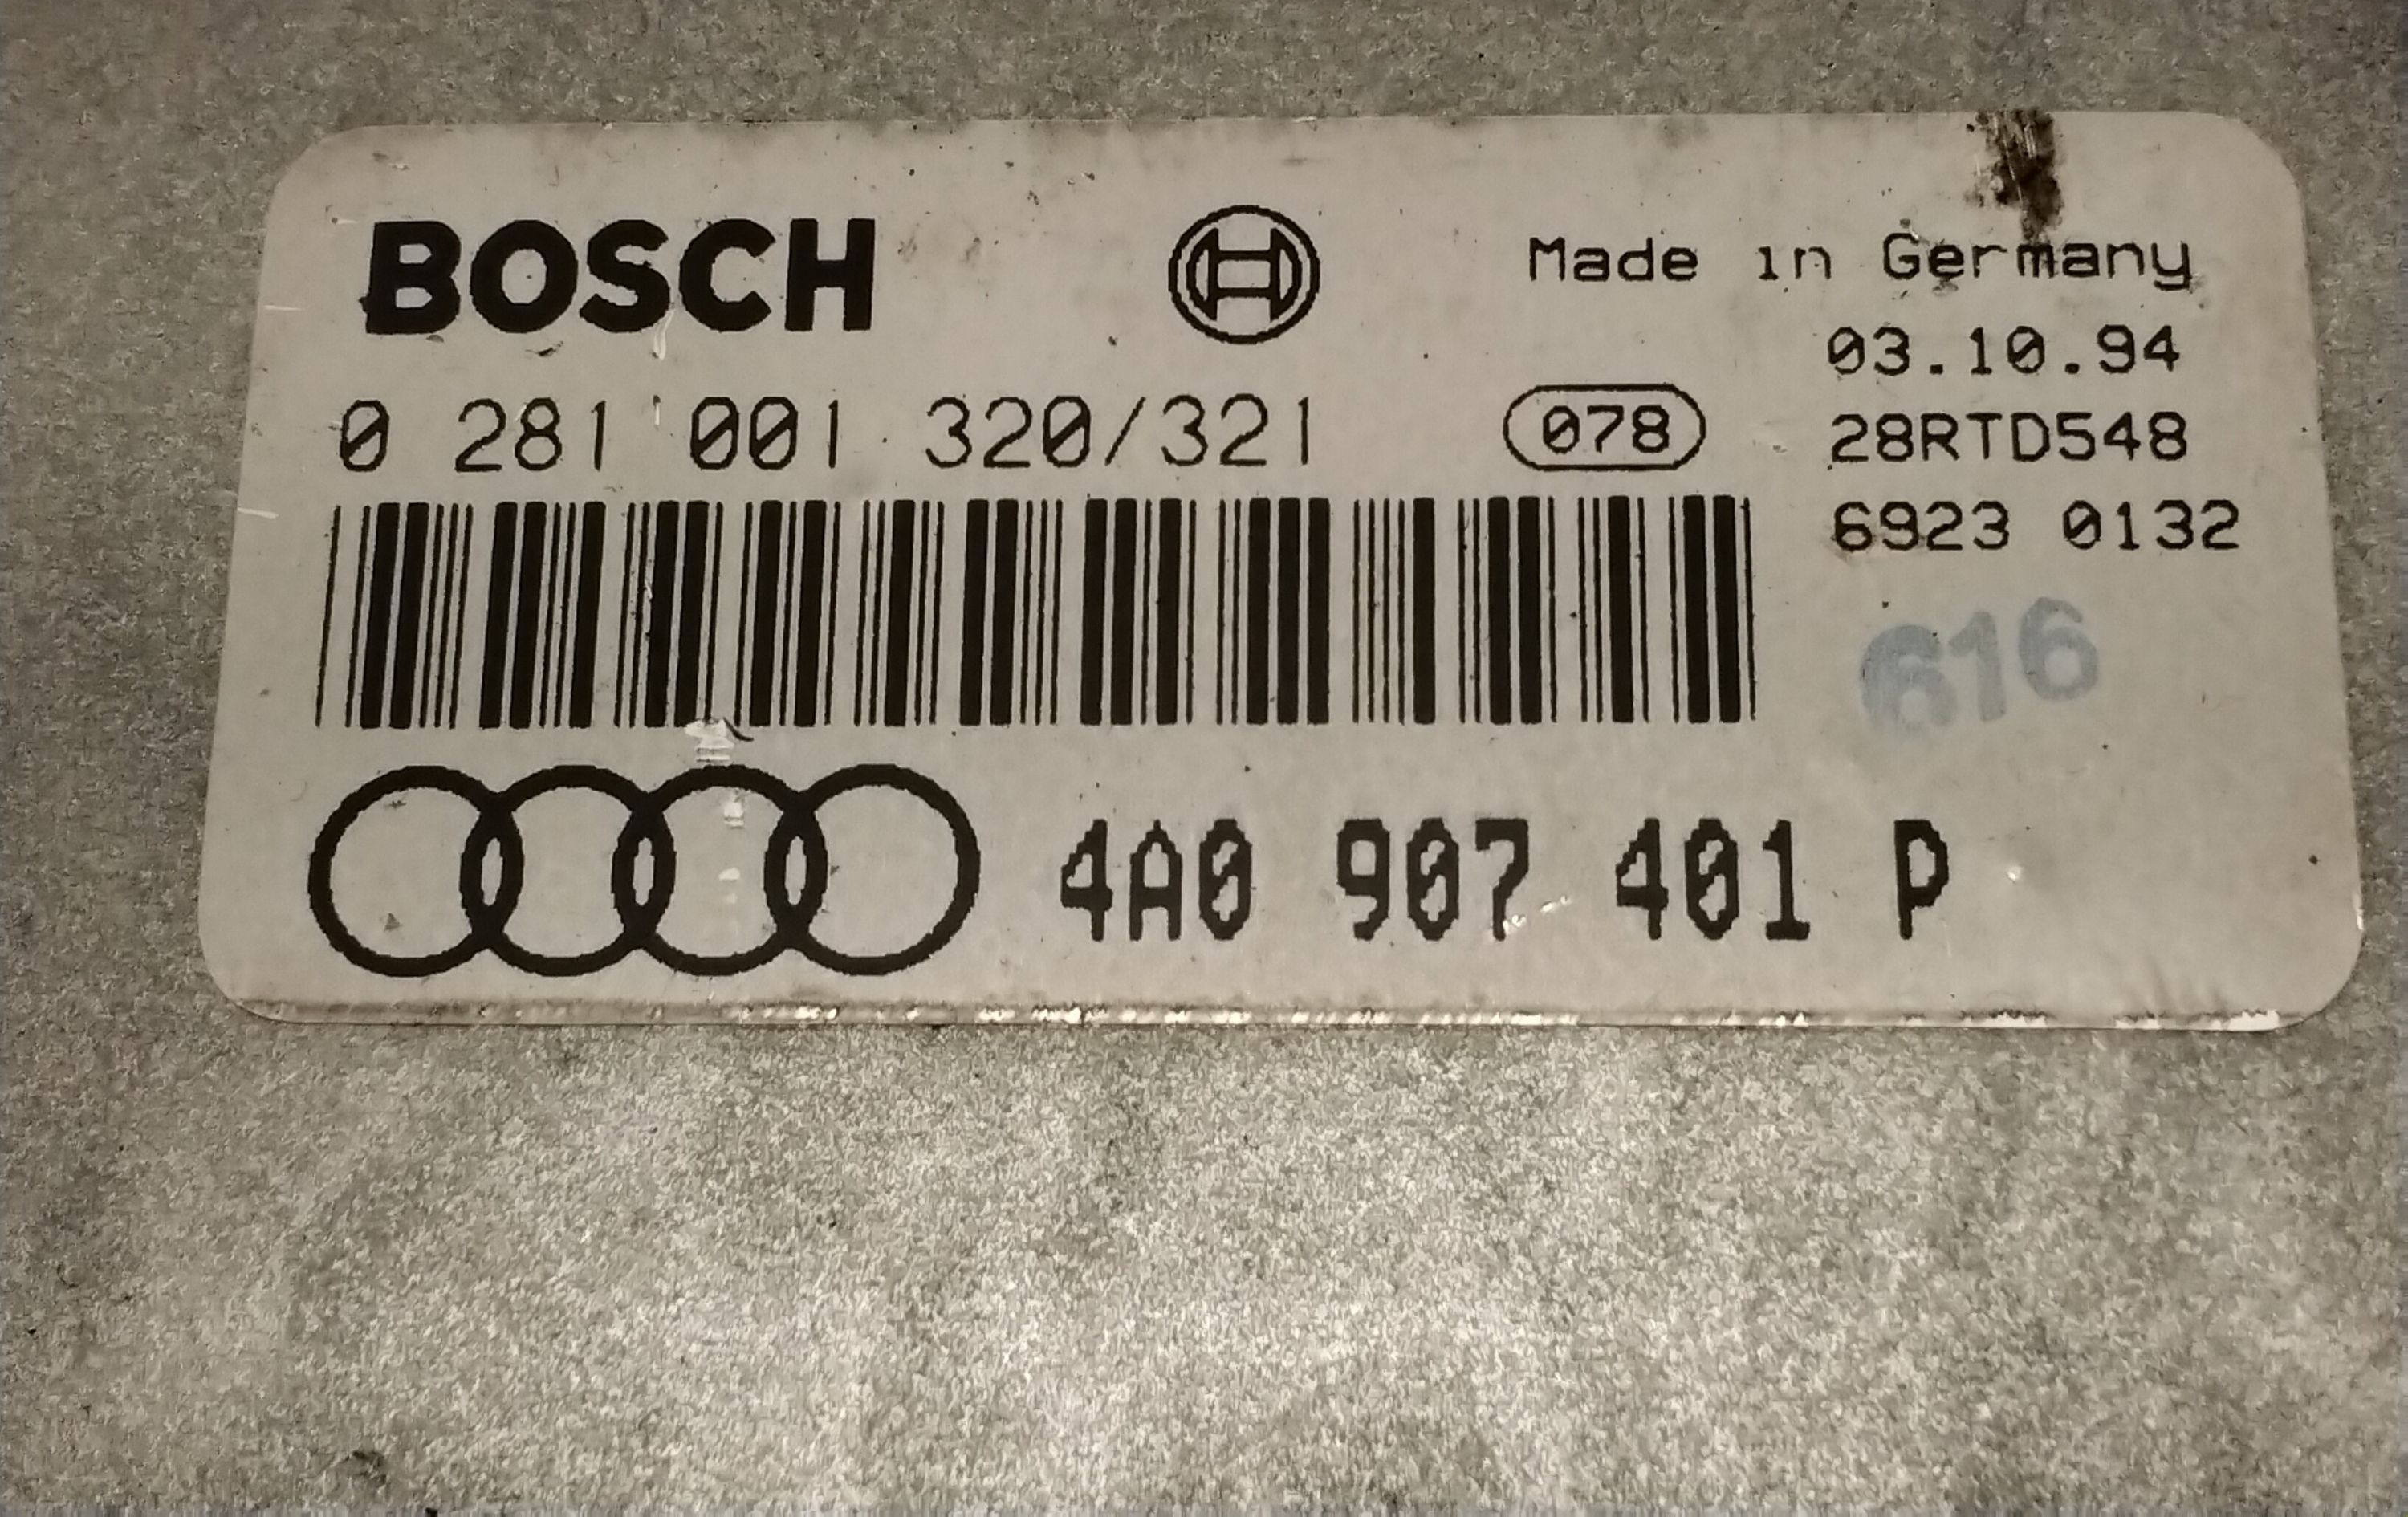 BOSCH
Made in Germany
03.10.94
0 281 001 320/321
078
28RTD548
6923 0132
616
4A0 907 401 P